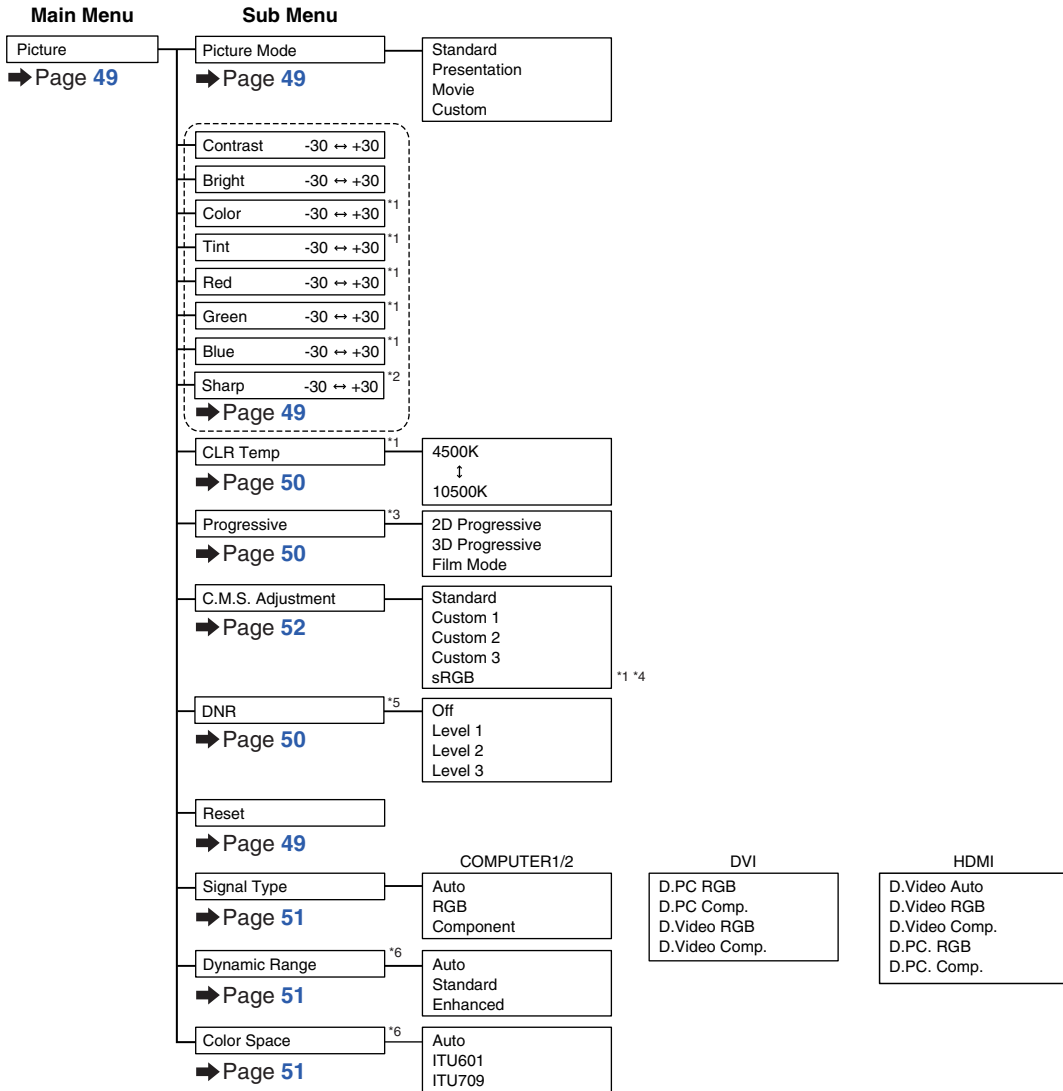 Main Menu Sub Menu
Picture Picture Mode Standard
➡Page 49 ➡Page 49 Presentation
Movie
Custom
Contrast -30 ↔ +30
Bright -30 ↔ +30
Color -30 ↔ +30 *1
Tint -30 ↔ +30 *1
Red -30 ↔ +30 *1
Green -30 ↔ +30 *1
Blue -30 ↔ +30 *1
Sharp -30 ↔ +30 *2
➡Page 49
CLR Temp *1 4500K
↕
➡Page 50 10500K
Progressive *3 2D Progressive
➡Page 50 3D Progressive
Film Mode
C.M.S. Adjustment Standard
➡Page 52 Custom 1
Custom 2
Custom 3
sRGB *1 *4
DNR *5 Off
➡Page 50 Level 1
Level 2
Level 3
Reset
➡Page 49
COMPUTER1/2 DVI HDMI
Signal Type Auto D.PC RGB D.Video Auto
➡Page 51 RGB D.PC Comp. D.Video RGB
Component D.Video RGB D.Video Comp.
D.Video Comp. D.PC. RGB
D.PC. Comp.
Dynamic Range *6 Auto
➡Page 51 Standard
Enhanced
Color Space *6 Auto
➡Page 51 ITU601
ITU709